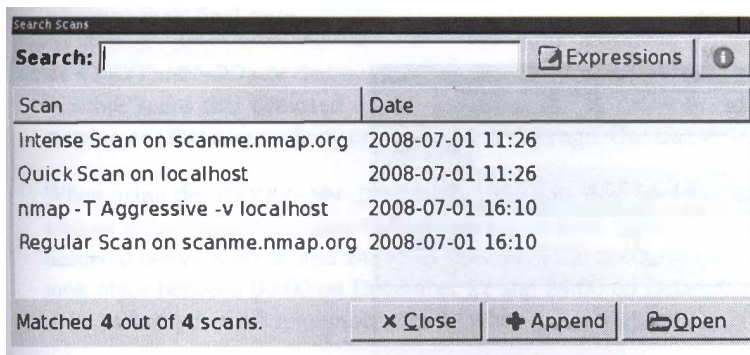 Search Scans
Search: Expressions
Scan Date
Intense Scan on scanme.nmap.org 2008-07-01 11:26
Quick Scan on localhost 2008-07-01 11:26
nmap -T Aggressive -v localhost 2008-07-01 16:10
Regular Scan on scanme.nmap.org 2008-07-01 16:10
Matched 4 out of 4 scans. Close Append Open